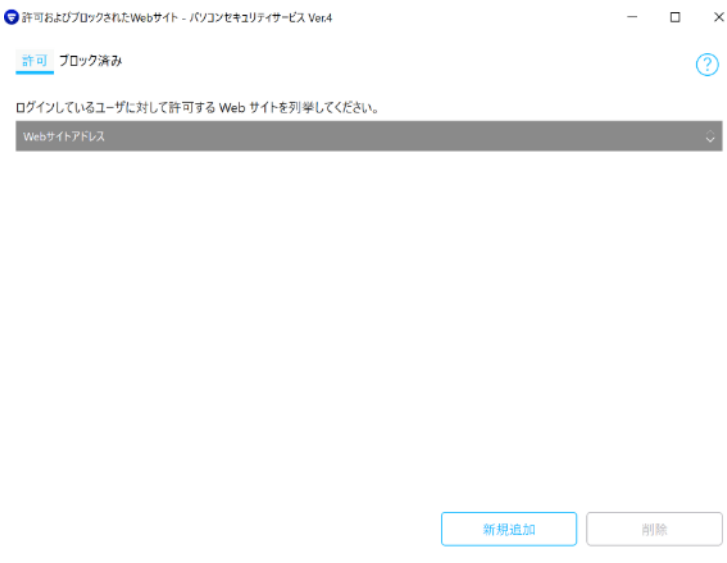 許可およびブロックされたWebサイト - パソコンセキュリティサービス Ver.4
許可 ブロック済み
?
ログインしているユーザに対して許可する Web サイトを列挙してください。
Webサイトアドレス
新規追加 削除